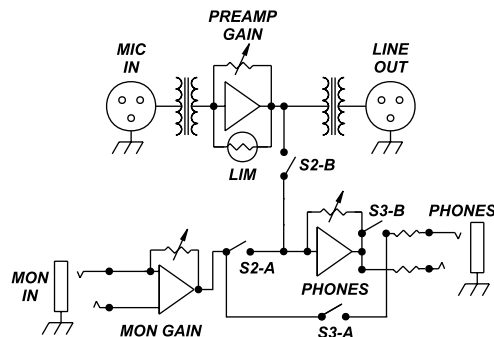 PREAMP
GAIN
MIC
IN
LINE
OUT
LIM
S2-B
S3-B
PHONES
S2-A
PHONES
MON
IN
MON GAIN
S3-A